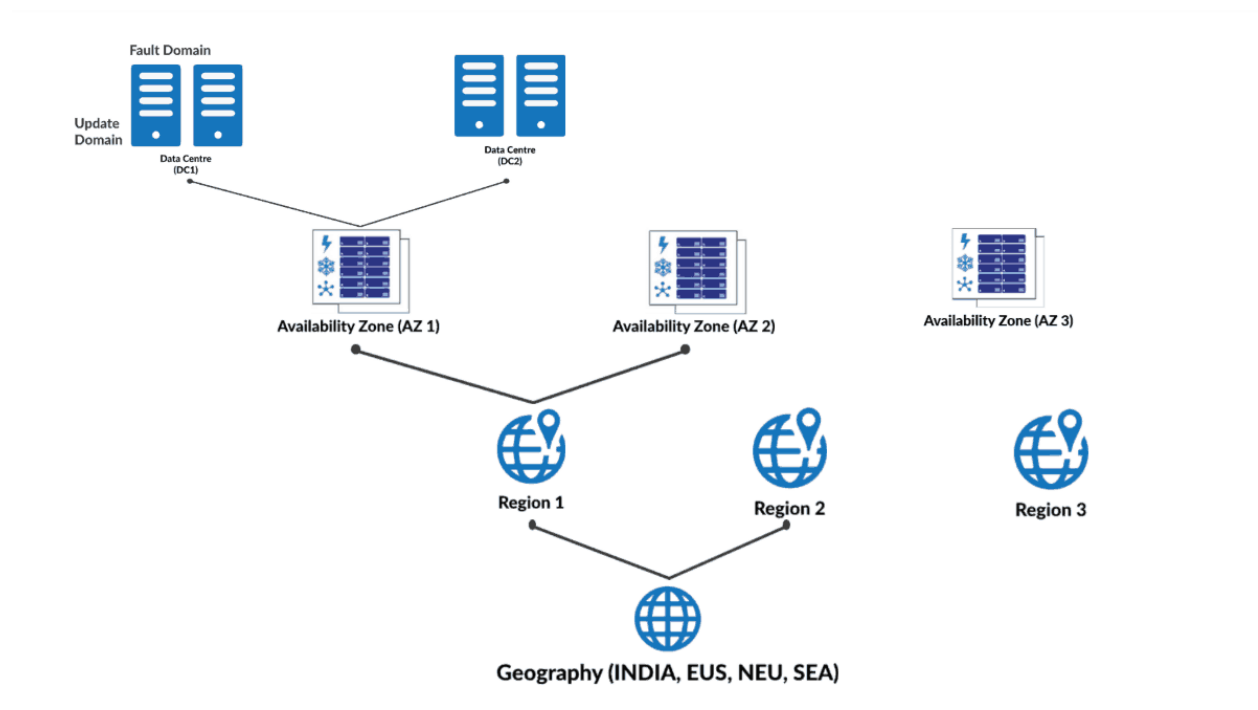 Fault Domain
Update
Domain
Data Centre
(DC1)
Data Centre
(DC2)
Availability Zone (AZ 1)
Availability Zone (AZ 2)
Availability Zone (AZ 3)
Region 1
Region 2
Region 3
Geography (INDIA, EUS, NEU, SEA)